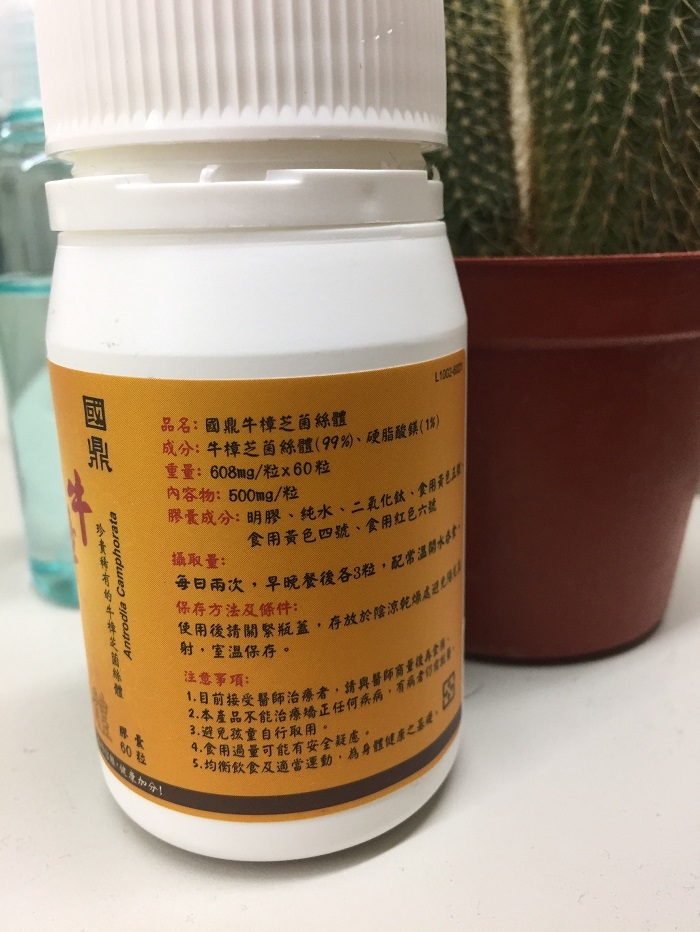 L1002-6001
國鼎
牛
珍貴稀有的牛樟芝菌絲體
Antrodia Camphorata
膠囊
60粒
健康加分!
品名: 國鼎牛樟芝菌絲體
成分: 牛樟芝菌絲體(99%)、硬脂酸鎂(1%)
重量: 608mg/粒x60粒
內容物: 500mg/粒
膠囊成分: 明膠、純水、二氧化鈦、食用黃色五號
食用黃色四號、食用紅色六號
攝取量:
每日兩次，早晚餐後各3粒，配常溫開水吞食
保存方法及條件:
使用後請關緊瓶蓋，存放於陰涼乾燥處避免陽光
射，室溫保存。
注意事項:
1.目前接受醫師治療者，請與醫師商量後為食用。
2.本產品不能治療矯正任何疾病，有病者仍有
3.避免孩童自行取用。
4.食用過量可能有安全疑慮。
5.均衡飲食及適當運動，為身體健康之基礎。